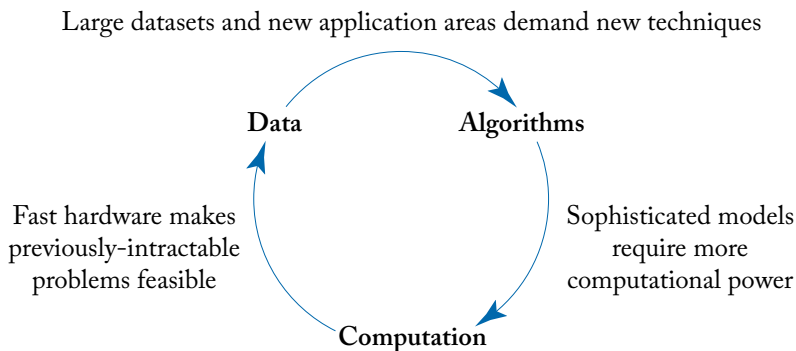 Large datasets and new application areas demand new techniques
Data
Algorithms
Fast hardware makes
previously-intractable
problems feasible
Sophisticated models
require more
computational power
Computation